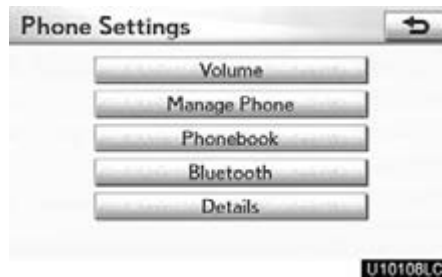 Phone Settings
Volume
Manage Phone
Phonebook
Bluetooth
Details
U10108LC